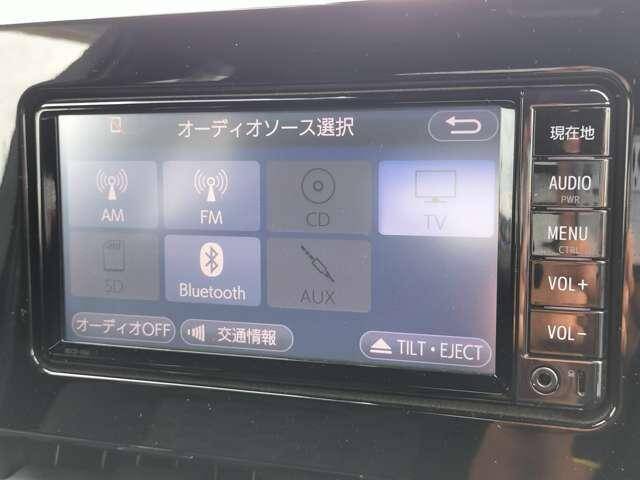 オーディオソース選択
現在地
AM
FM
CD
TV
AUDIO
PWR
MENU
CTRL
SD
Bluetooth
AUX
VOL+
VOL-
オーディオOFF
交通情報
TILT・EJECT